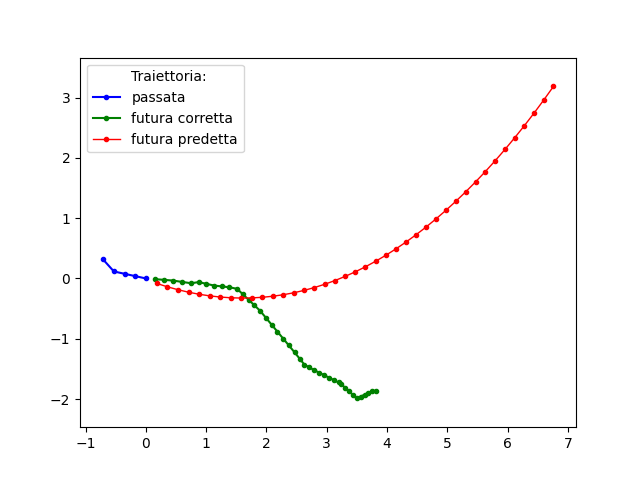 Traiettoria:
passata
futura corretta
futura predetta
3
2
1
0
−1
−2
−1 0 1 2 3 4 5 6 7